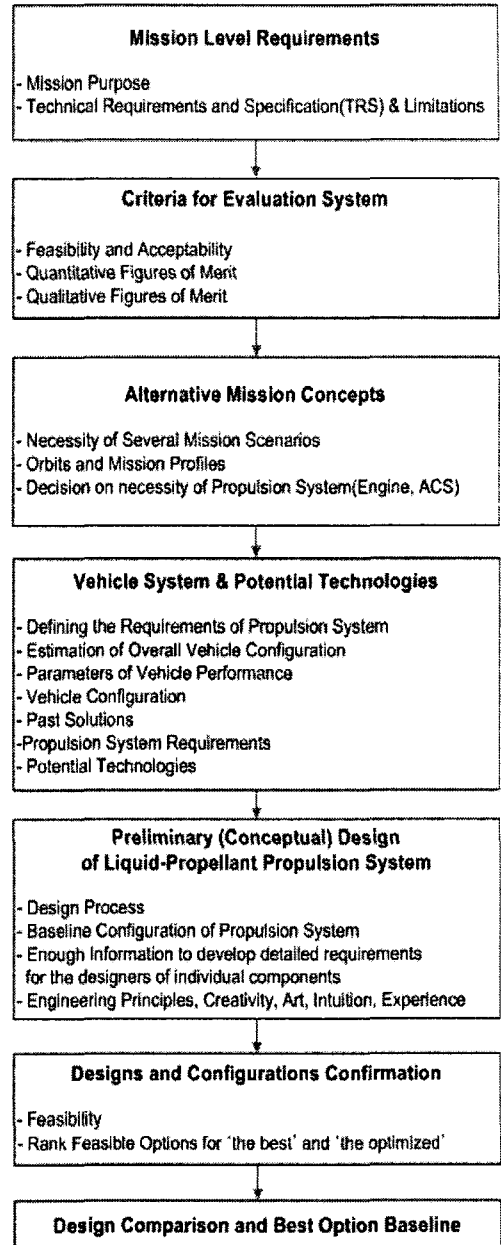 Mission Level Requirements
- Mission Purpose
- Technical Requirements and Specification(TRS) & Limitations
Criteria for Evaluation System
- Feasibility and Acceptability
- Quantitative Figures of Merit
- Qualitative Figures of Merit
Alternative Mission Concepts
- Necessity of Several Mission Scenarios
- Orbits and Mission Profiles
- Decision on necessity of Propulsion System(Engine, ACS)
Vehicle System & Potential Technologies
- Defining the Requirements of Propulsion System
- Estimation of Overall Vehicle Configuration
- Parameters of Vehicle Performance
- Vehicle Configuration
- Past Solutions
-Propulsion System Requirements
- Potential Technologies
Preliminary (Conceptual) Design
of Liquid-Propellant Propulsion System
- Design Process
- Baseline Configuration of Propulsion System
- Enough Information to develop detailed requirements
for the designers of individual components
- Engineering Principles, Creativity, Art, Intuition, Experience
Designs and Configurations Confirmation
- Feasibility
- Rank Feasible Options for 'the best' and 'the optimized'
Design Comparison and Best Option Baseline